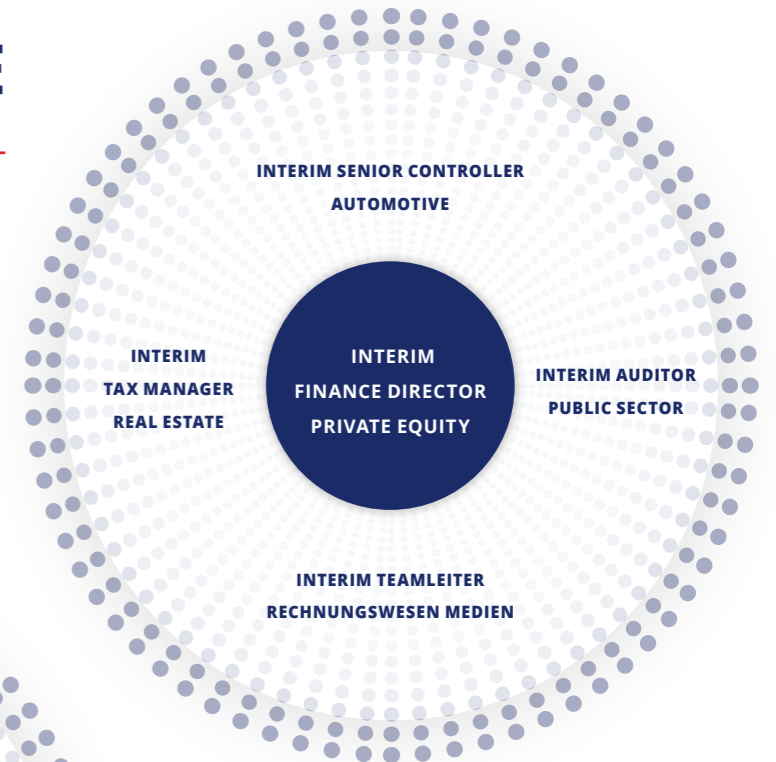 INTERIM SENIOR CONTROLLER
AUTOMOTIVE
INTERIM
TAX MANAGER
REAL ESTATE
INTERIM
FINANCE DIRECTOR
PRIVATE EQUITY
INTERIM AUDITOR
PUBLIC SECTOR
INTERIM TEAMLEITER
RECHNUNGSWESEN MEDIEN